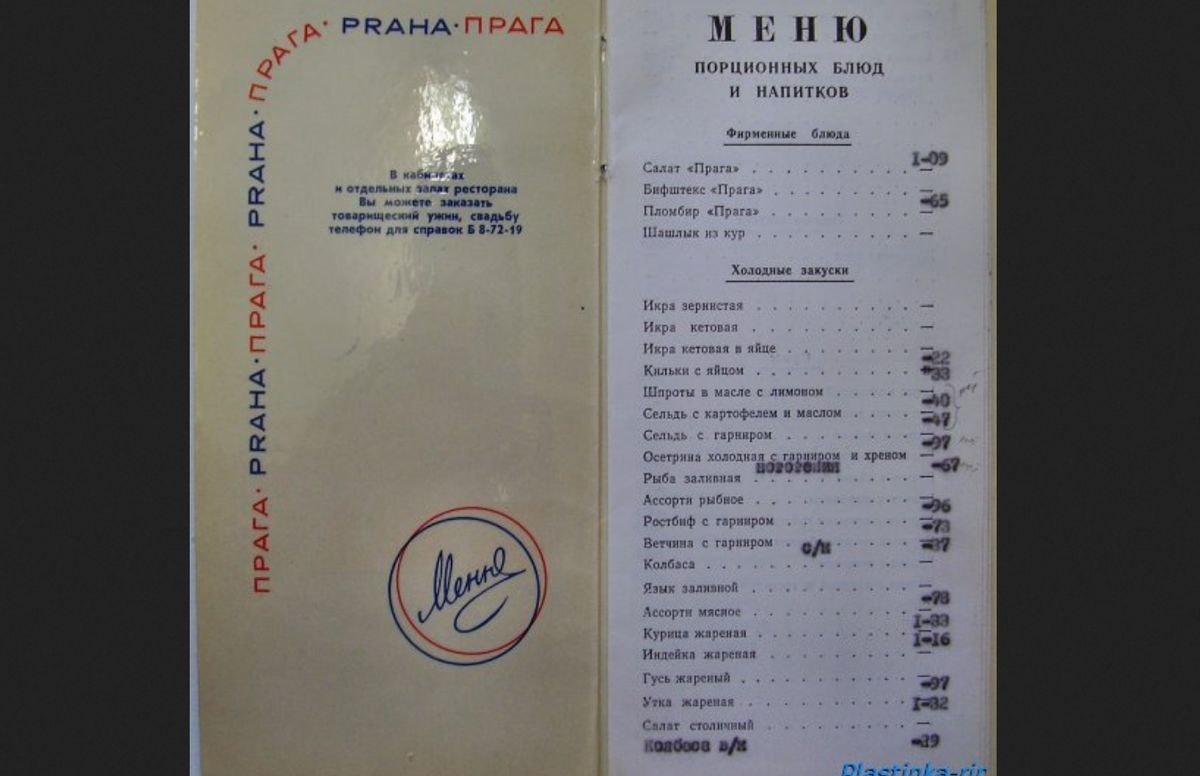 ПРАГА · PRAHA · ПРАГА · PRAHA · ПРАГА · PRAHA · ПРАГА
В кабинетах
и отдельных залах ресторана
Вы можете заказать
товарищеский ужин, свадьбу
телефон для справок Б 8-72-19
Меню
МЕНЮ
ПОРЦИОННЫХ БЛЮД
И НАПИТКОВ
Фирменные блюда
I-09
Салат «Прага» . . . . . . . . . —
Бифштекс «Прага» . . . . . . . . —
-65
Пломбир «Прага» . . . . . . . . —
Шашлык из кур . . . . . . . . . —
Холодные закуски
Икра зернистая . . . . . . . . . —
Икра кетовая . . . . . . . . . —
Икра кетовая в яйце . . . . . . . —
-22
Кильки с яйцом . . . . . . . . . -33
Шпроты в масле с лимоном . . . . . —
-40
Сельдь с картофелем и маслом . . . . —
-47
Сельдь с гарниром . . . . . . . —
-97
Осетрина холодная с гарниром и хреном —
-67
Рыба заливная . . . . . . . . . —
Ассорти рыбное . . . . . . . . . -96
Ростбиф с гарниром . . . . . . . -73
Ветчина с гарниром . . . . . . . -37
с/к
Колбаса . . . . . . . . . . —
Язык заливной . . . . . . . . . —
-78
Ассорти мясное . . . . . . . . . —
I-33
Курица жареная . . . . . . . . . I-16
Индейка жареная . . . . . . . . —
Гусь жареный . . . . . . . . . -97
Утка жареная . . . . . . . . . I-32
Салат столичный . . . . . . . . —
Колбаса в/к -39
Plastinka-rip